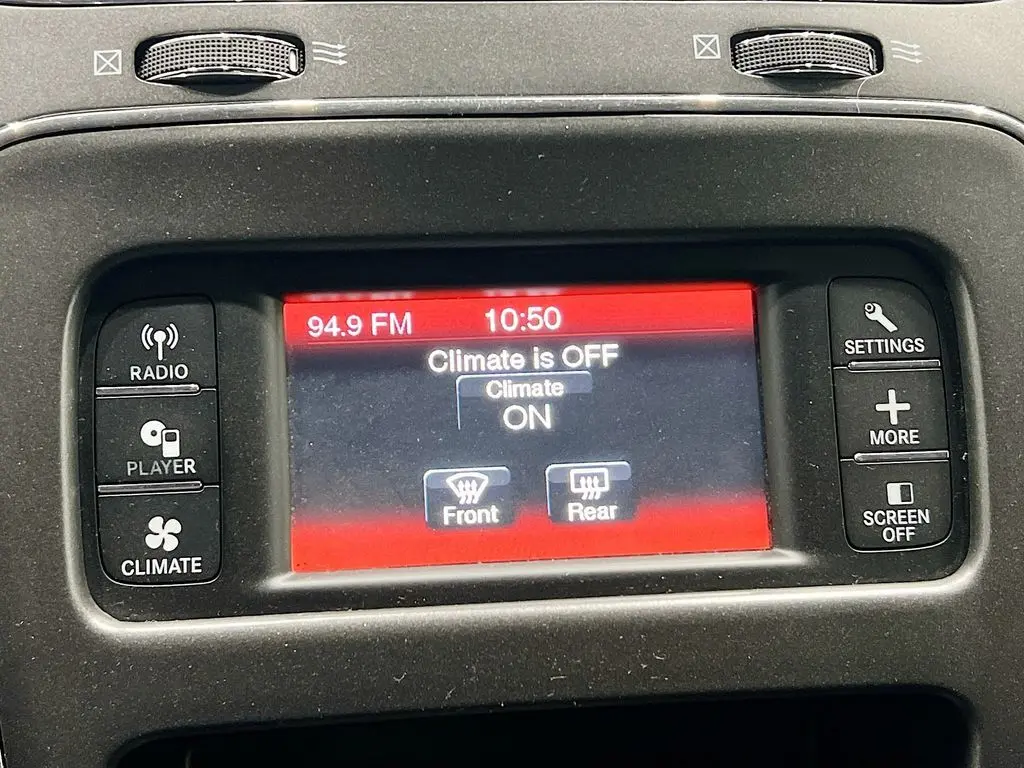 94.9 FM 10:50
Climate is OFF
Climate
ON
Front Rear
RADIO
PLAYER
CLIMATE
SETTINGS
MORE
SCREEN
OFF